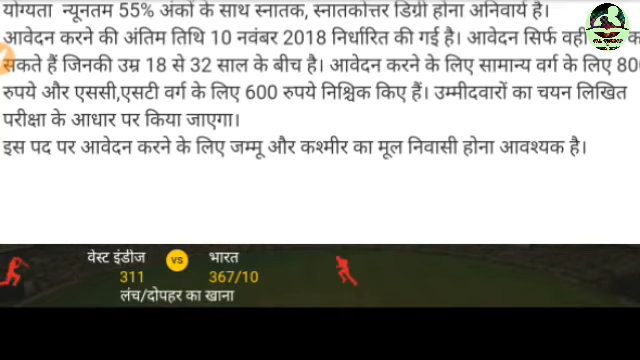 योग्यता न्यूनतम 55% अंकों के साथ स्नातक, स्नातकोत्तर डिग्री होना अनिवार्य है।
आवेदन करने की अंतिम तिथि 10 नवंबर 2018 निर्धारित की गई है। आवेदन सिर्फ वही
सकते हैं जिनकी उम्र 18 से 32 साल के बीच है। आवेदन करने के लिए सामान्य वर्ग के लिए 80
रुपये और एससी,एसटी वर्ग के लिए 600 रुपये निश्चिक किए हैं। उम्मीदवारों का चयन लिखित
परीक्षा के आधार पर किया जाएगा।
इस पद पर आवेदन करने के लिए जम्मू और कश्मीर का मूल निवासी होना आवश्यक है।
वेस्ट इंडीज VS भारत
311 367/10
लंच/दोपहर का खाना